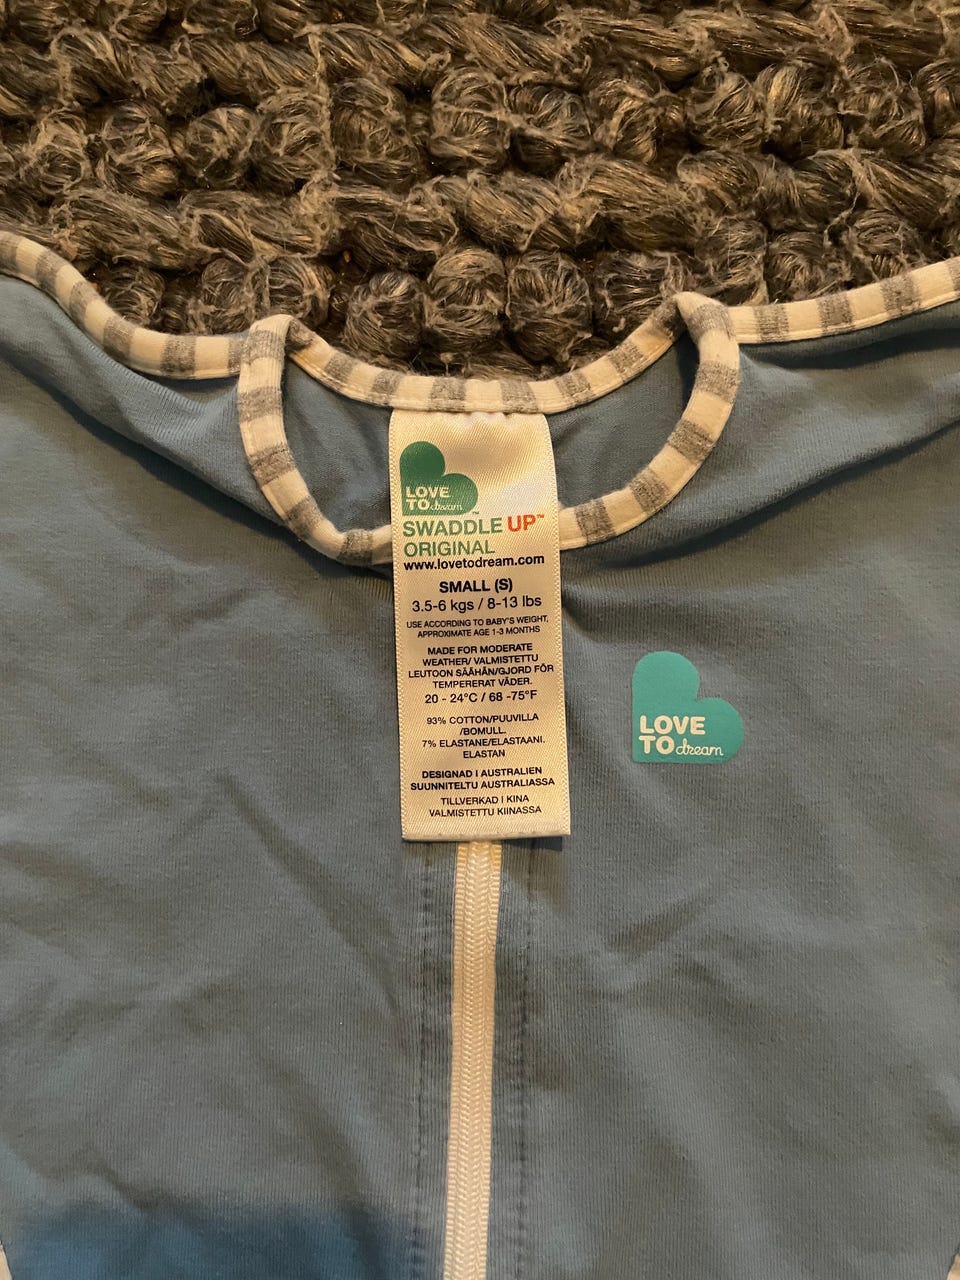 LOVE
TO dream™
SWADDLE UP™
ORIGINAL
www.lovetodream.com
SMALL (S)
3.5-6 kgs / 8-13 lbs
USE ACCORDING TO BABY'S WEIGHT,
APPROXIMATE AGE 1-3 MONTHS
MADE FOR MODERATE
WEATHER/ VALMISTETTU
LEUTOON SÄÄHÄN/GJORD FÖR
TEMPERERAT VÄDER.
20 - 24°C / 68 -75°F
93% COTTON/PUUVILLA
/BOMULL.
7% ELASTANE/ELASTAANI.
ELASTAN
DESIGNAD I AUSTRALIEN
SUUNNITELTU AUSTRALIASSA
TILLVERKAD I KINA
VALMISTETTU KIINASSA
LOVE
TO dream